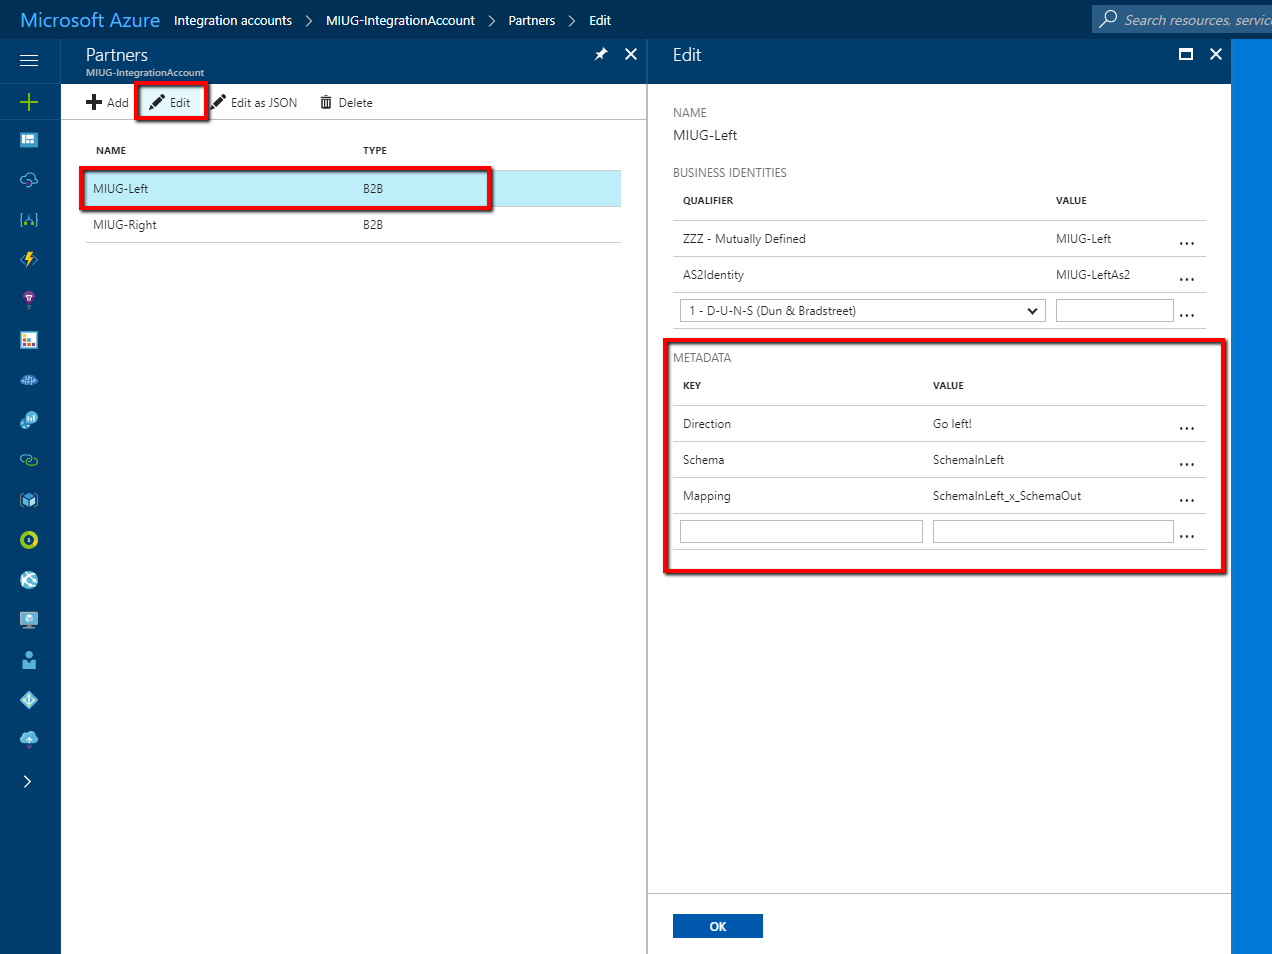 Microsoft Azure Integration accounts > MIUG-IntegrationAccount > Partners > Edit
Search resources, service
Partners
MIUG-IntegrationAccount
Add Edit Edit as JSON Delete
NAME TYPE
MIUG-Left B2B
MIUG-Right B2B
Edit
NAME
MIUG-Left
BUSINESS IDENTITIES
QUALIFIER VALUE
ZZZ - Mutually Defined MIUG-Left ...
AS2Identity MIUG-LeftAs2 ...
1 - D-U-N-S (Dun & Bradstreet) ...
METADATA
KEY VALUE
Direction Go left! ...
Schema SchemaInLeft ...
Mapping SchemaInLeft_x_SchemaOut ...
...
OK